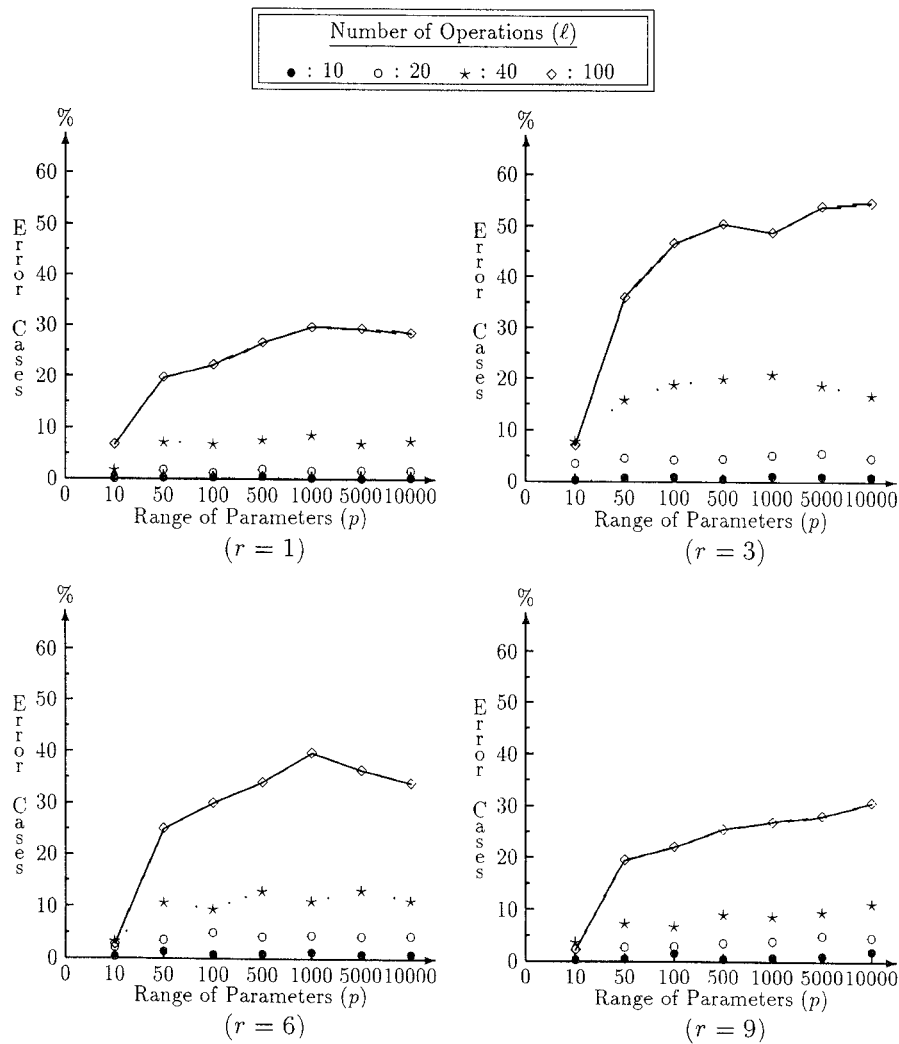 Number of Operations (ℓ)
● : 10 ○ : 20 ★ : 40 ◇ : 100
%
60
50
40
30
20
10
0
0 10 50 100 500 1000 5000 10000
Error Cases
Range of Parameters (p)
(r = 1)
%
60
50
40
30
20
10
0
0 10 50 100 500 1000 5000 10000
Error Cases
Range of Parameters (p)
(r = 3)
%
60
50
40
30
20
10
0
0 10 50 100 500 1000 5000 10000
Error Cases
Range of Parameters (p)
(r = 6)
%
60
50
40
30
20
10
0
0 10 50 100 500 1000 5000 10000
Error Cases
Range of Parameters (p)
(r = 9)